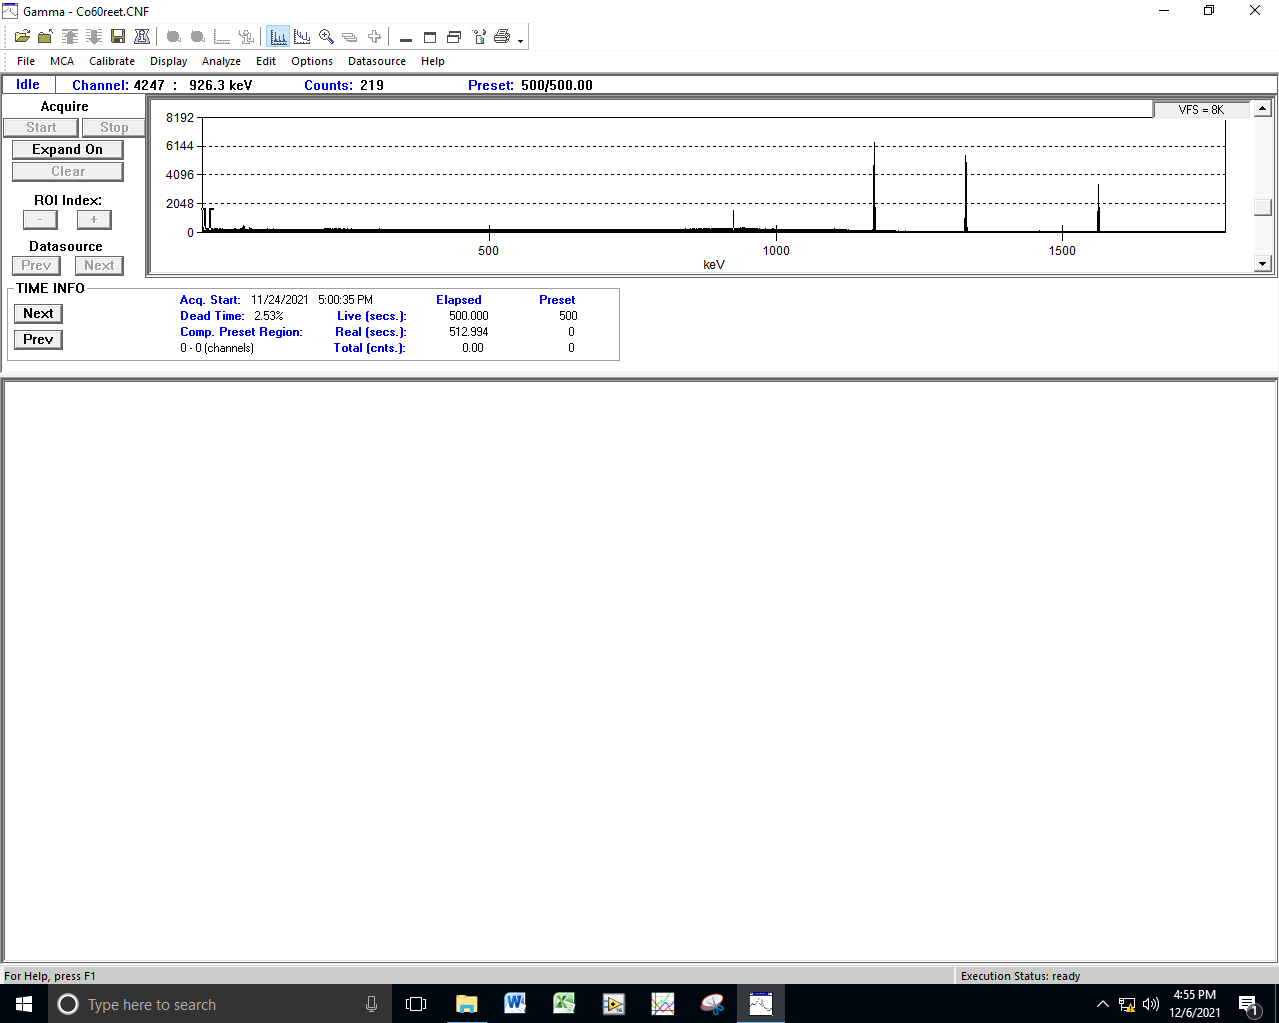 Gamma - Co60reet.CNF
File MCA Calibrate Display Analyze Edit Options Datasource Help
Idle Channel: 4247 : 926.3 keV Counts: 219 Preset: 500/500.00
Acquire
Start Stop
Expand On
Clear
ROI Index:
- +
Datasource
Prev Next
VFS = 8K
8192
6144
4096
2048
0
500 1000 1500
keV
TIME INFO
Next
Prev
Acq. Start: 11/24/2021 5:00:35 PM Elapsed Preset
Dead Time: 2.53% Live (secs.): 500.000 500
Comp. Preset Region: Real (secs.): 512.994 0
0 - 0 (channels) Total (cnts.): 0.00 0
For Help, press F1 Execution Status: ready
Type here to search
4:55 PM
12/6/2021
1